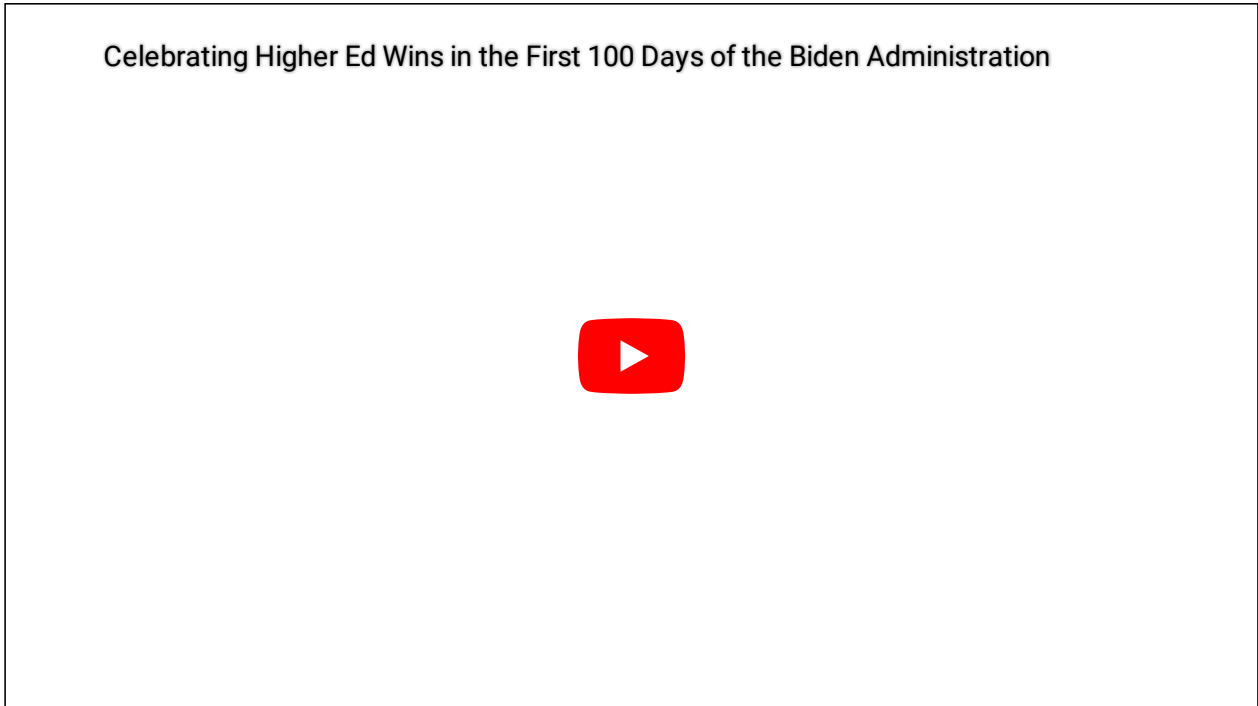 Celebrating Higher Ed Wins in the First 100 Days of the Biden Administration